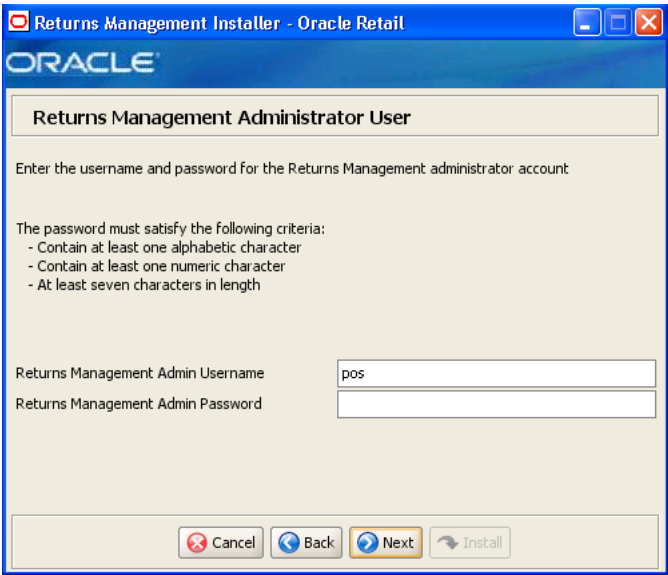 Returns Management Installer - Oracle Retail
ORACLE
Returns Management Administrator User
Enter the username and password for the Returns Management administrator account
The password must satisfy the following criteria:
- Contain at least one alphabetic character
- Contain at least one numeric character
- At least seven characters in length
Returns Management Admin Username pos
Returns Management Admin Password
Cancel Back Next Install